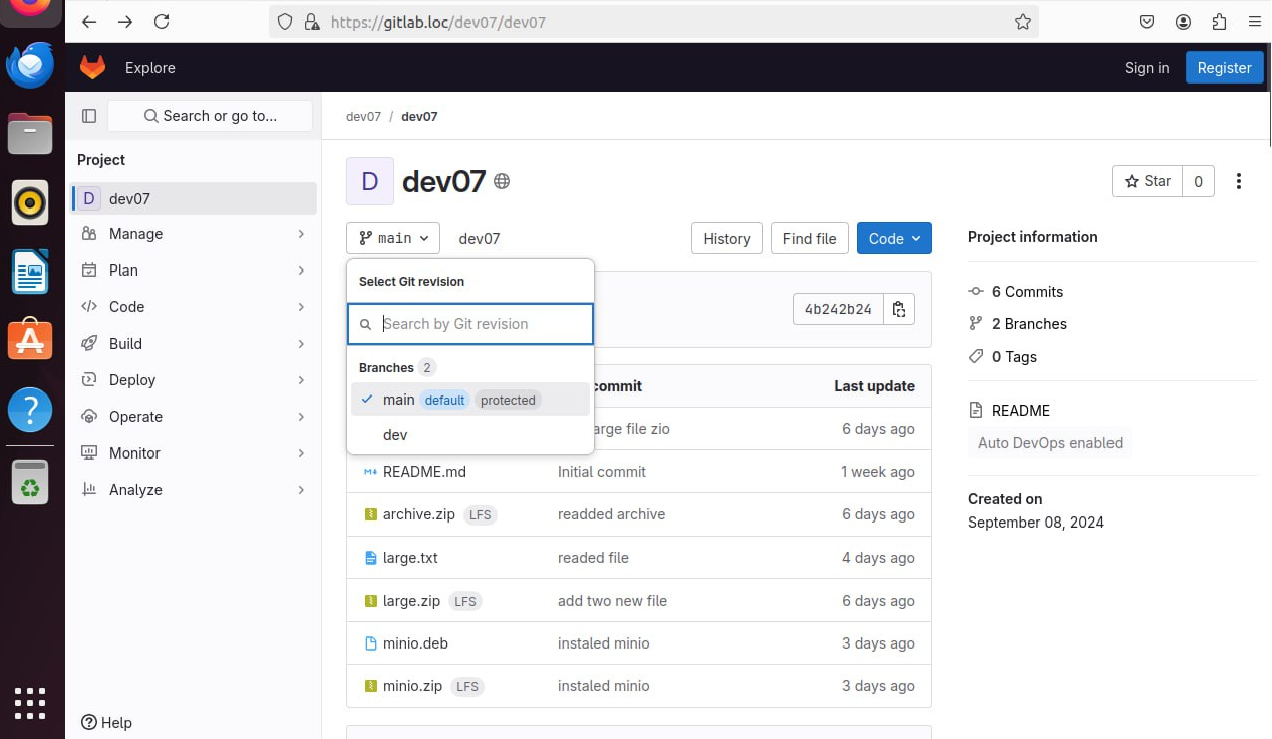 https://gitlab.loc/dev07/dev07
Explore
Sign in
Register
Search or go to...
dev07 / dev07
Project
D dev07
Manage
Plan
Code
Build
Deploy
Operate
Monitor
Analyze
Help
D dev07
Star 0
main dev07
History Find file Code
Select Git revision
Search by Git revision
Branches 2
main default protected
dev
4b242b24
commit Last update
arge file zio 6 days ago
README.md Initial commit 1 week ago
archive.zip LFS readded archive 6 days ago
large.txt readed file 4 days ago
large.zip LFS add two new file 6 days ago
minio.deb instaled minio 3 days ago
minio.zip LFS instaled minio 3 days ago
Project information
6 Commits
2 Branches
0 Tags
README
Auto DevOps enabled
Created on
September 08, 2024